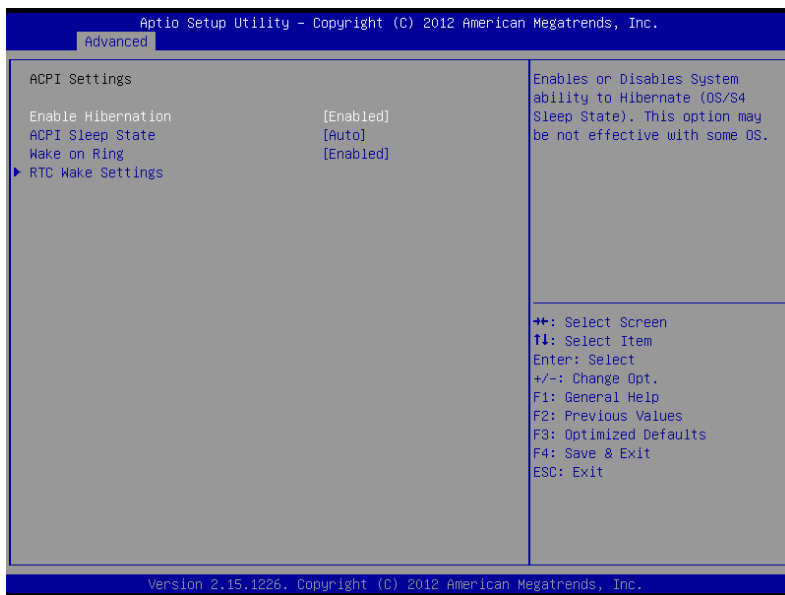 Aptio Setup Utility – Copyright (C) 2012 American Megatrends, Inc.
Advanced
ACPI Settings
Enable Hibernation [Enabled]
ACPI Sleep State [Auto]
Wake on Ring [Enabled]
▶ RTC Wake Settings
Enables or Disables System
ability to Hibernate (OS/S4
Sleep State). This option may
be not effective with some OS.
→←: Select Screen
↑↓: Select Item
Enter: Select
+/-: Change Opt.
F1: General Help
F2: Previous Values
F3: Optimized Defaults
F4: Save & Exit
ESC: Exit
Version 2.15.1226. Copyright (C) 2012 American Megatrends, Inc.